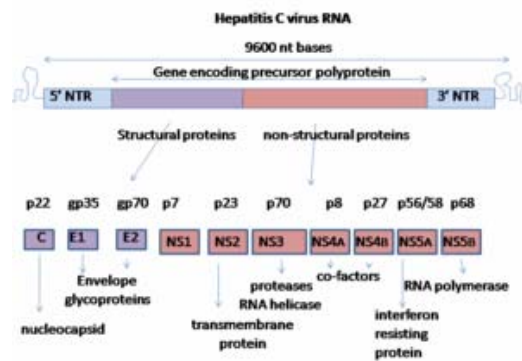 Hepatitis C virus RNA
9600 nt bases
Gene encoding precursor polyprotein
5' NTR
3' NTR
Structural proteins
non-structural proteins
p22 gp35 gp70 p7 p23 p70 p8 p27 p56/58 p68
C E1 E2 NS1 NS2 NS3 NS4A NS4B NS5A NS5B
Envelope
glycoproteins
nucleocapsid
transmembrane
protein
proteases
RNA helicase
co-factors
interferon
resisting
protein
RNA polymerase